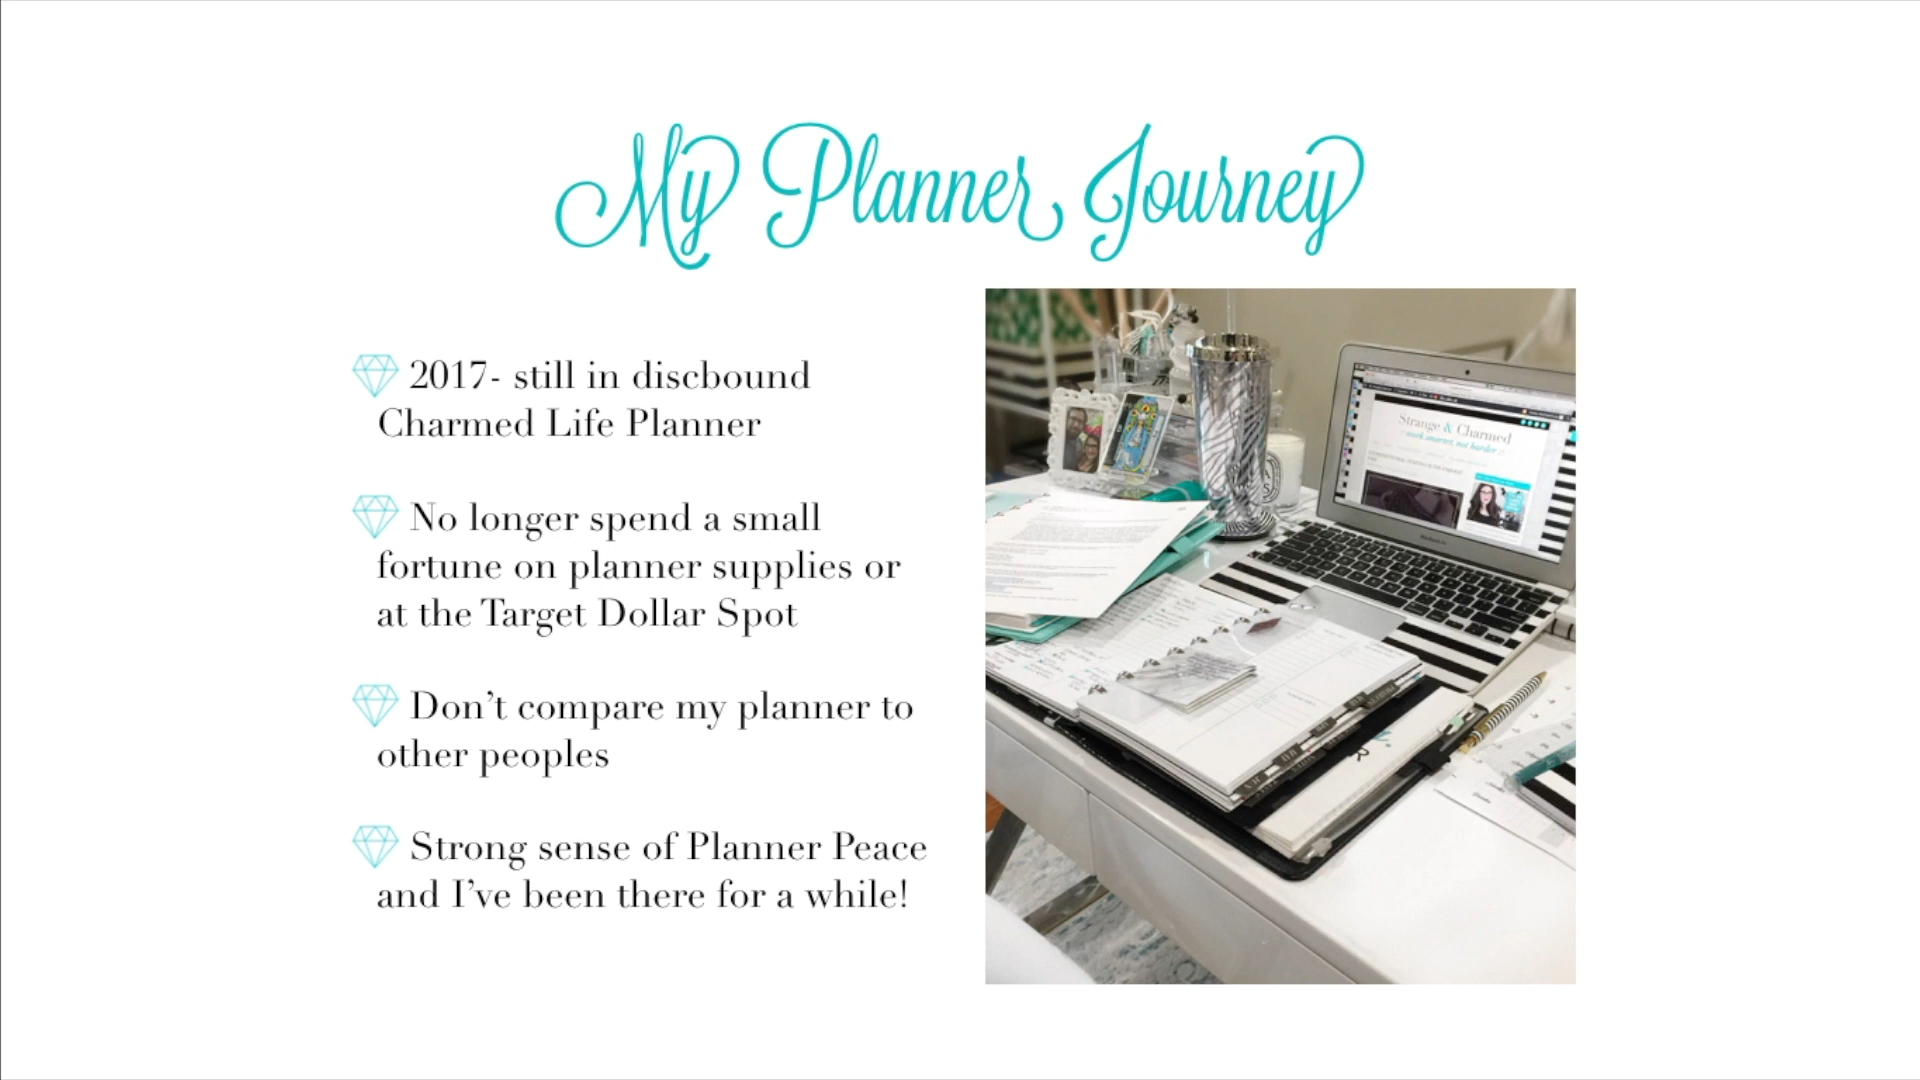 My Planner Journey
2017- still in discbound
Charmed Life Planner
No longer spend a small
fortune on planner supplies or
at the Target Dollar Spot
Don’t compare my planner to
other peoples
Strong sense of Planner Peace
and I’ve been there for a while!
Strange & Charmed
work smarter, not harder